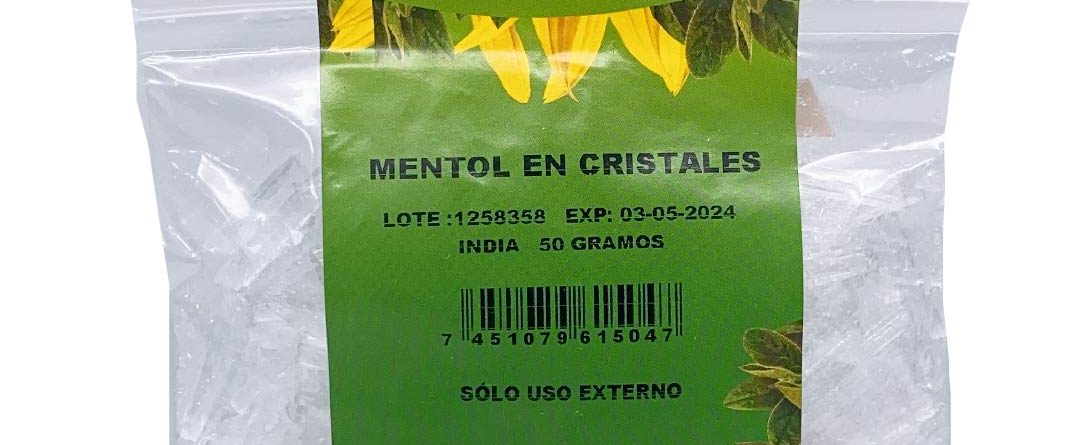 MENTOL EN CRISTALES
LOTE :1258358 EXP: 03-05-2024
INDIA 50 GRAMOS
7 451079 615047
SÓLO USO EXTERNO